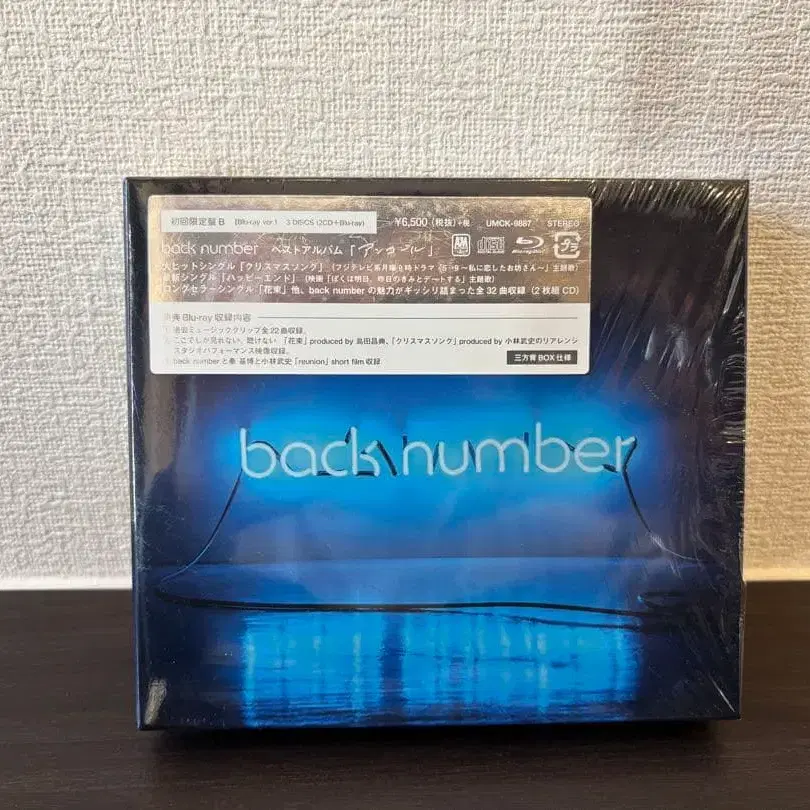 初回限定盤 B (Blu-ray ver.) 3 DISCS (2CD+Blu-ray) ¥6,500 (税抜)+税 UMCK-9887 STEREO
back number ベストアルバム「アンコール」
大ヒットシングル「クリスマスソング」(フジテレビ系月曜9時ドラマ「5→9~私に恋したお坊さん~」主題歌)
最新シングル「ハッピーエンド」(映画「ぼくは明日、昨日のきみとデートする」主題歌)
ロングセラーシングル「花束」他、back numberの魅力がギッシリ詰まった全32曲収録 (2枚組CD)
特典Blu-ray収録内容
過去ミュージッククリップ全22曲収録。
ここでしか見れない、聴けない 「花束」produced by 島田昌典、「クリスマスソング」produced by 小林武史のリアレンジ
スタジオパフォーマンス映像収録。
back numberと秦 基博と小林武史「reunion」short film 収録
三方背BOX仕様
back number